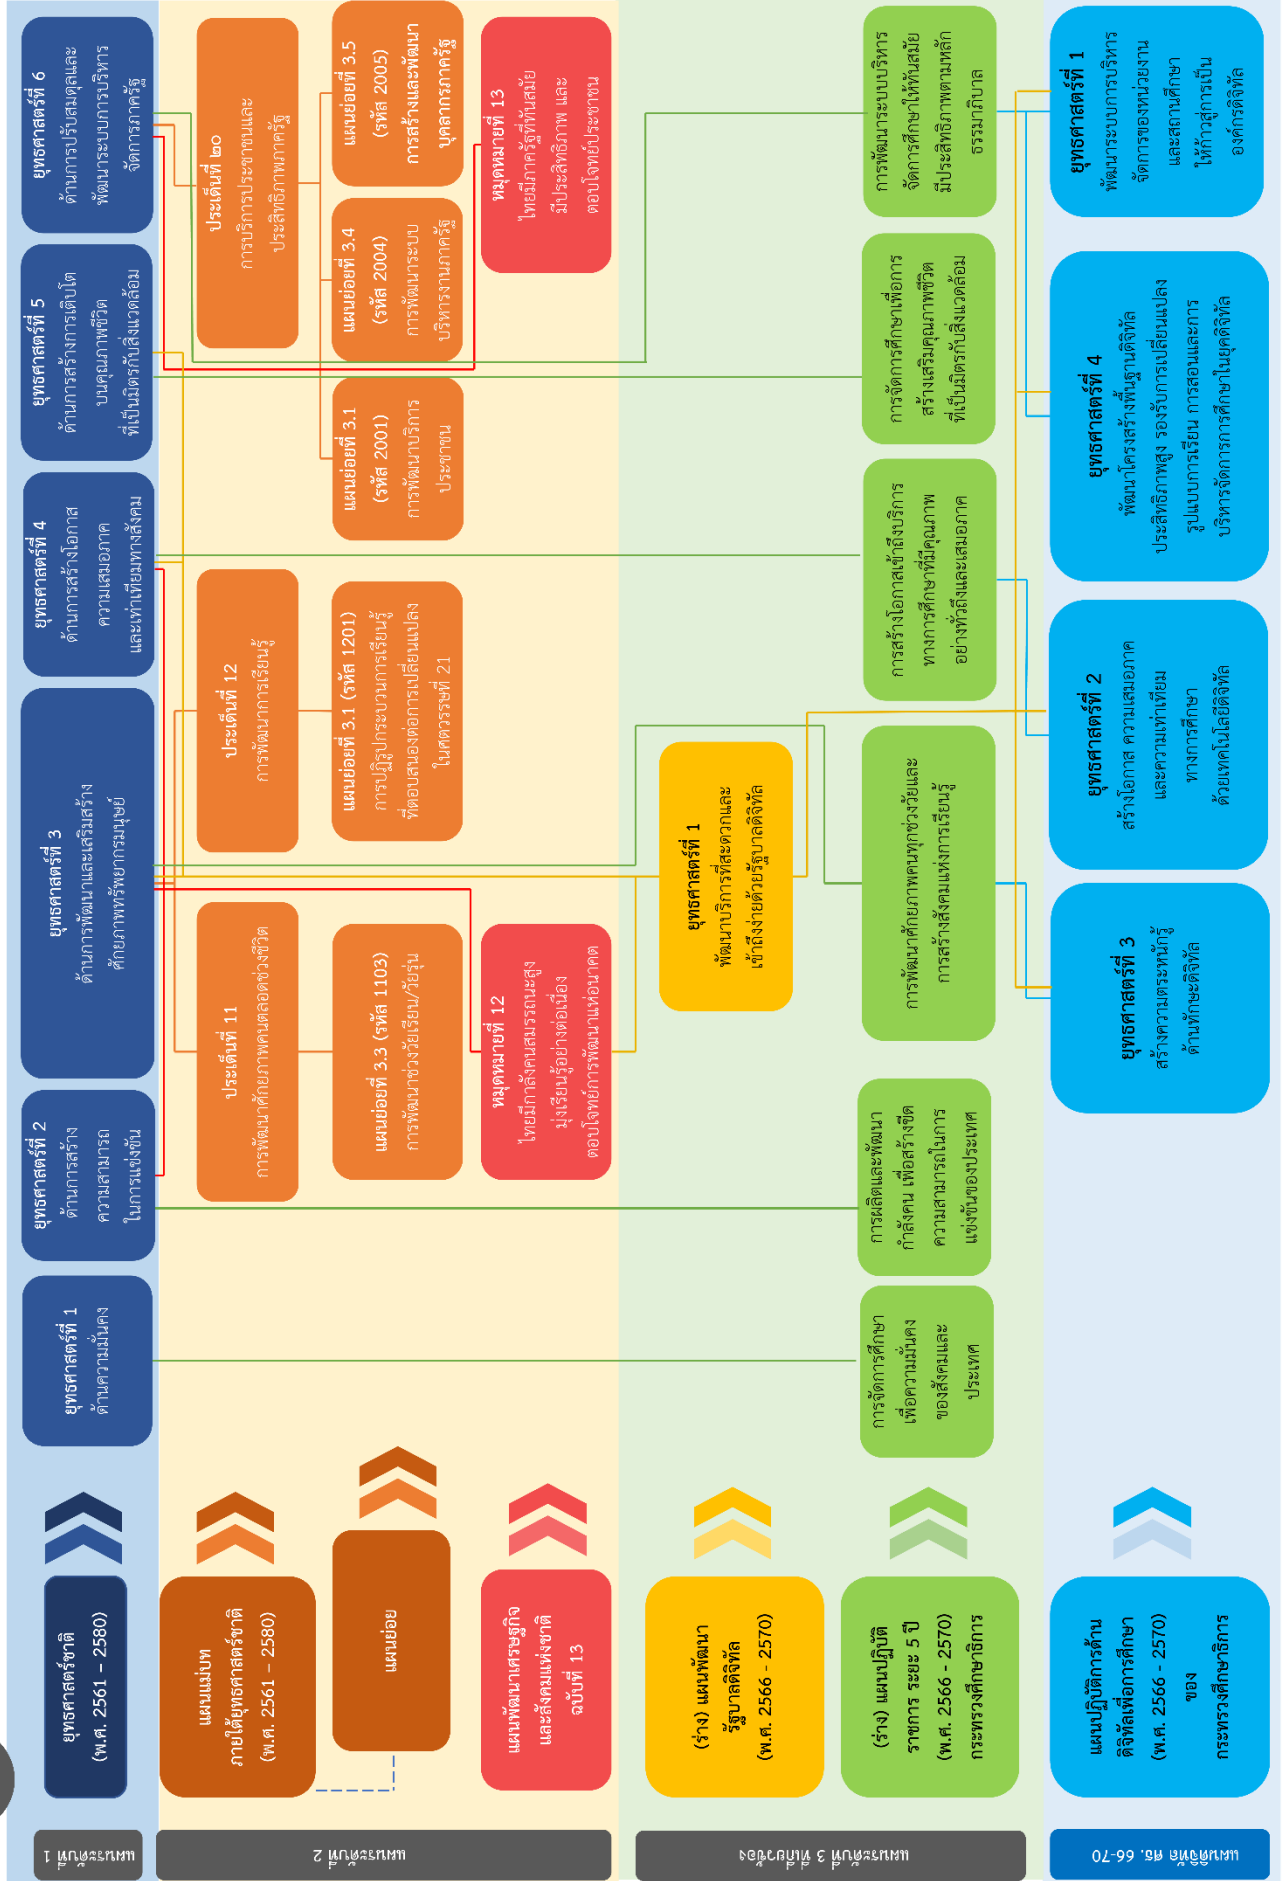 แผนระดับที่ 1
ยุทธศาสตร์ชาติ
(พ.ศ. 2561 – 2580)
ยุทธศาสตร์ที่ 1
ด้านความมั่นคง
ยุทธศาสตร์ที่ 2
ด้านการสร้าง
ความสามารถ
ในการแข่งขัน
ยุทธศาสตร์ที่ 3
ด้านการพัฒนาและเสริมสร้าง
ศักยภาพทรัพยากรมนุษย์
ยุทธศาสตร์ที่ 4
ด้านการสร้างโอกาส
ความเสมอภาค
และเท่าเทียมทางสังคม
ยุทธศาสตร์ที่ 5
ด้านการสร้างการเติบโต
บนคุณภาพชีวิต
ที่เป็นมิตรกับสิ่งแวดล้อม
ยุทธศาสตร์ที่ 6
ด้านการปรับสมดุลและ
พัฒนาระบบการบริหาร
จัดการภาครัฐ
แผนระดับที่ 2
แผนแม่บท
ภายใต้ยุทธศาสตร์ชาติ
(พ.ศ. 2561 – 2580)
ประเด็นที่ 11
การพัฒนาศักยภาพคนตลอดช่วงชีวิต
ประเด็นที่ 12
การพัฒนาการเรียนรู้
ประเด็นที่ ๒๐
การบริการประชาชนและ
ประสิทธิภาพภาครัฐ
แผนย่อย
แผนย่อยที่ 3.3 (รหัส 1103)
การพัฒนาช่วงวัยเรียน/วัยรุ่น
แผนย่อยที่ 3.1 (รหัส 1201)
การปฏิรูปกระบวนการเรียนรู้
ที่ตอบสนองต่อการเปลี่ยนแปลง
ในศตวรรษที่ 21
แผนย่อยที่ 3.1
(รหัส 2001)
การพัฒนาบริการ
ประชาชน
แผนย่อยที่ 3.4
(รหัส 2004)
การพัฒนาระบบ
บริหารงานภาครัฐ
แผนย่อยที่ 3.5
(รหัส 2005)
การสร้างและพัฒนา
บุคลากรภาครัฐ
แผนพัฒนาเศรษฐกิจ
และสังคมแห่งชาติ
ฉบับที่ 13
หมุดหมายที่ 12
ไทยมีกำลังคนสมรรถนะสูง
มุ่งเรียนรู้อย่างต่อเนื่อง
ตอบโจทย์การพัฒนาแห่งอนาคต
หมุดหมายที่ 13
ไทยมีภาครัฐที่ทันสมัย
มีประสิทธิภาพ และ
ตอบโจทย์ประชาชน
แผนระดับที่ 3 ที่เกี่ยวข้อง
(ร่าง) แผนพัฒนา
รัฐบาลดิจิทัล
(พ.ศ. 2566 - 2570)
ยุทธศาสตร์ที่ 1
พัฒนาบริการที่สะดวกและ
เข้าถึงง่ายด้วยรัฐบาลดิจิทัล
(ร่าง) แผนปฏิบัติ
ราชการ ระยะ 5 ปี
(พ.ศ. 2566 - 2570)
กระทรวงศึกษาธิการ
การจัดการศึกษา
เพื่อความมั่นคง
ของสังคมและ
ประเทศ
การผลิตและพัฒนา
กำลังคน เพื่อสร้างขีด
ความสามารถในการ
แข่งขันของประเทศ
การพัฒนาศักยภาพคนทุกช่วงวัยและ
การสร้างสังคมแห่งการเรียนรู้
การสร้างโอกาสเข้าถึงบริการ
ทางการศึกษาที่มีคุณภาพ
อย่างทั่วถึงและเสมอภาค
การจัดการศึกษาเพื่อการ
สร้างเสริมคุณภาพชีวิต
ที่เป็นมิตรกับสิ่งแวดล้อม
การพัฒนาระบบบริหาร
จัดการศึกษาให้ทันสมัย
มีประสิทธิภาพตามหลัก
ธรรมาภิบาล
แผนดิจิทัล ศธ. 66-70
แผนปฏิบัติการด้าน
ดิจิทัลเพื่อการศึกษา
(พ.ศ. 2566 - 2570)
ของ
กระทรวงศึกษาธิการ
ยุทธศาสตร์ที่ 3
สร้างความตระหนักรู้
ด้านทักษะดิจิทัล
ยุทธศาสตร์ที่ 2
สร้างโอกาส ความเสมอภาค
และความเท่าเทียม
ทางการศึกษา
ด้วยเทคโนโลยีดิจิทัล
ยุทธศาสตร์ที่ 4
พัฒนาโครงสร้างพื้นฐานดิจิทัล
ประสิทธิภาพสูง รองรับการเปลี่ยนแปลง
รูปแบบการเรียน การสอนและการ
บริหารจัดการการศึกษาในยุคดิจิทัล
ยุทธศาสตร์ที่ 1
พัฒนาระบบการบริหาร
จัดการของหน่วยงาน
และสถานศึกษา
ให้ก้าวสู่การเป็น
องค์กรดิจิทัล